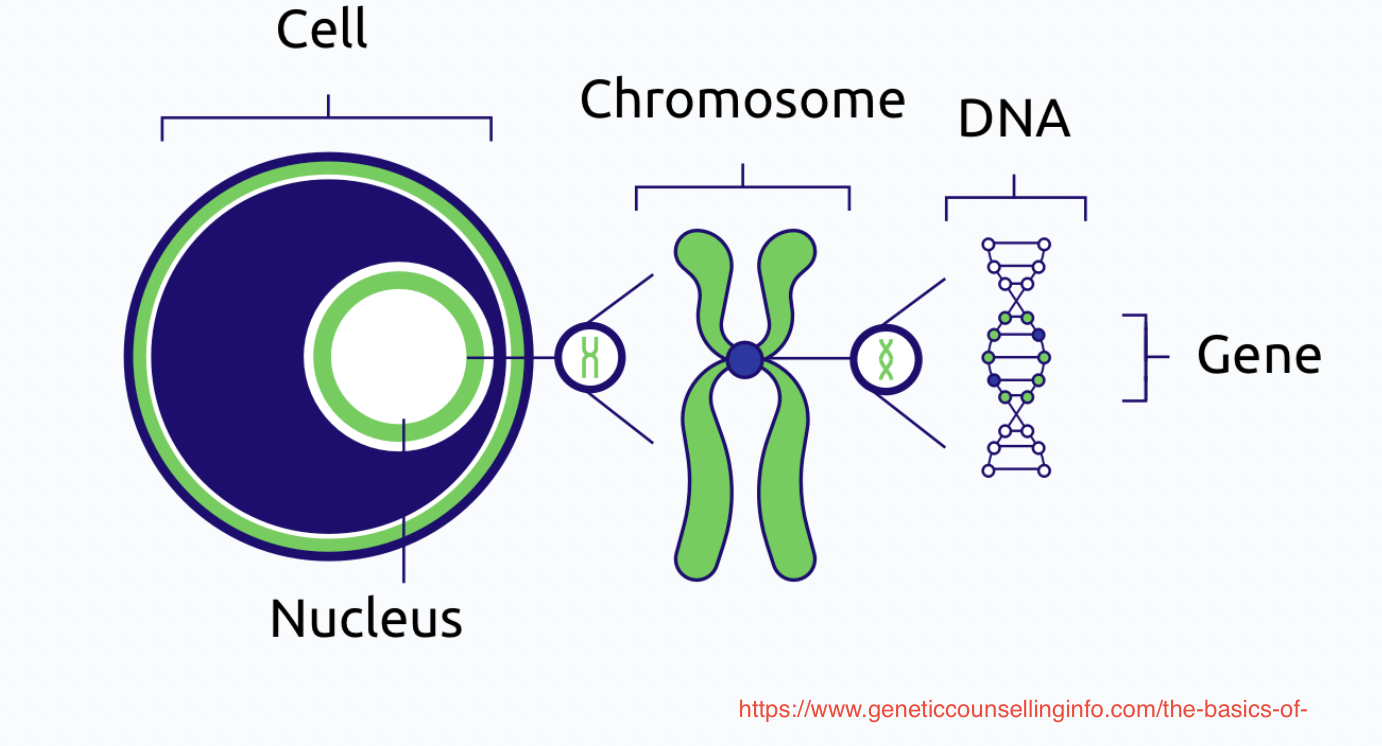 Cell
Chromosome
DNA
Gene
Nucleus
https://www.geneticcounsellinginfo.com/the-basics-of-